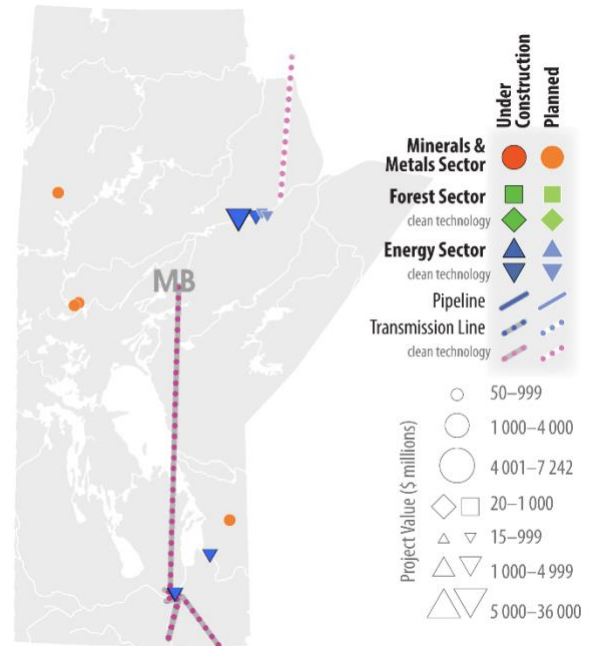 MB
Under
Construction
Planned
Minerals &
Metals Sector
Forest Sector
clean technology
Energy Sector
clean technology
Pipeline
Transmission Line
clean technology
Project Value ($ millions)
50–999
1 000–4 000
4 001–7 242
20–1 000
15–999
1 000–4 999
5 000–36 000